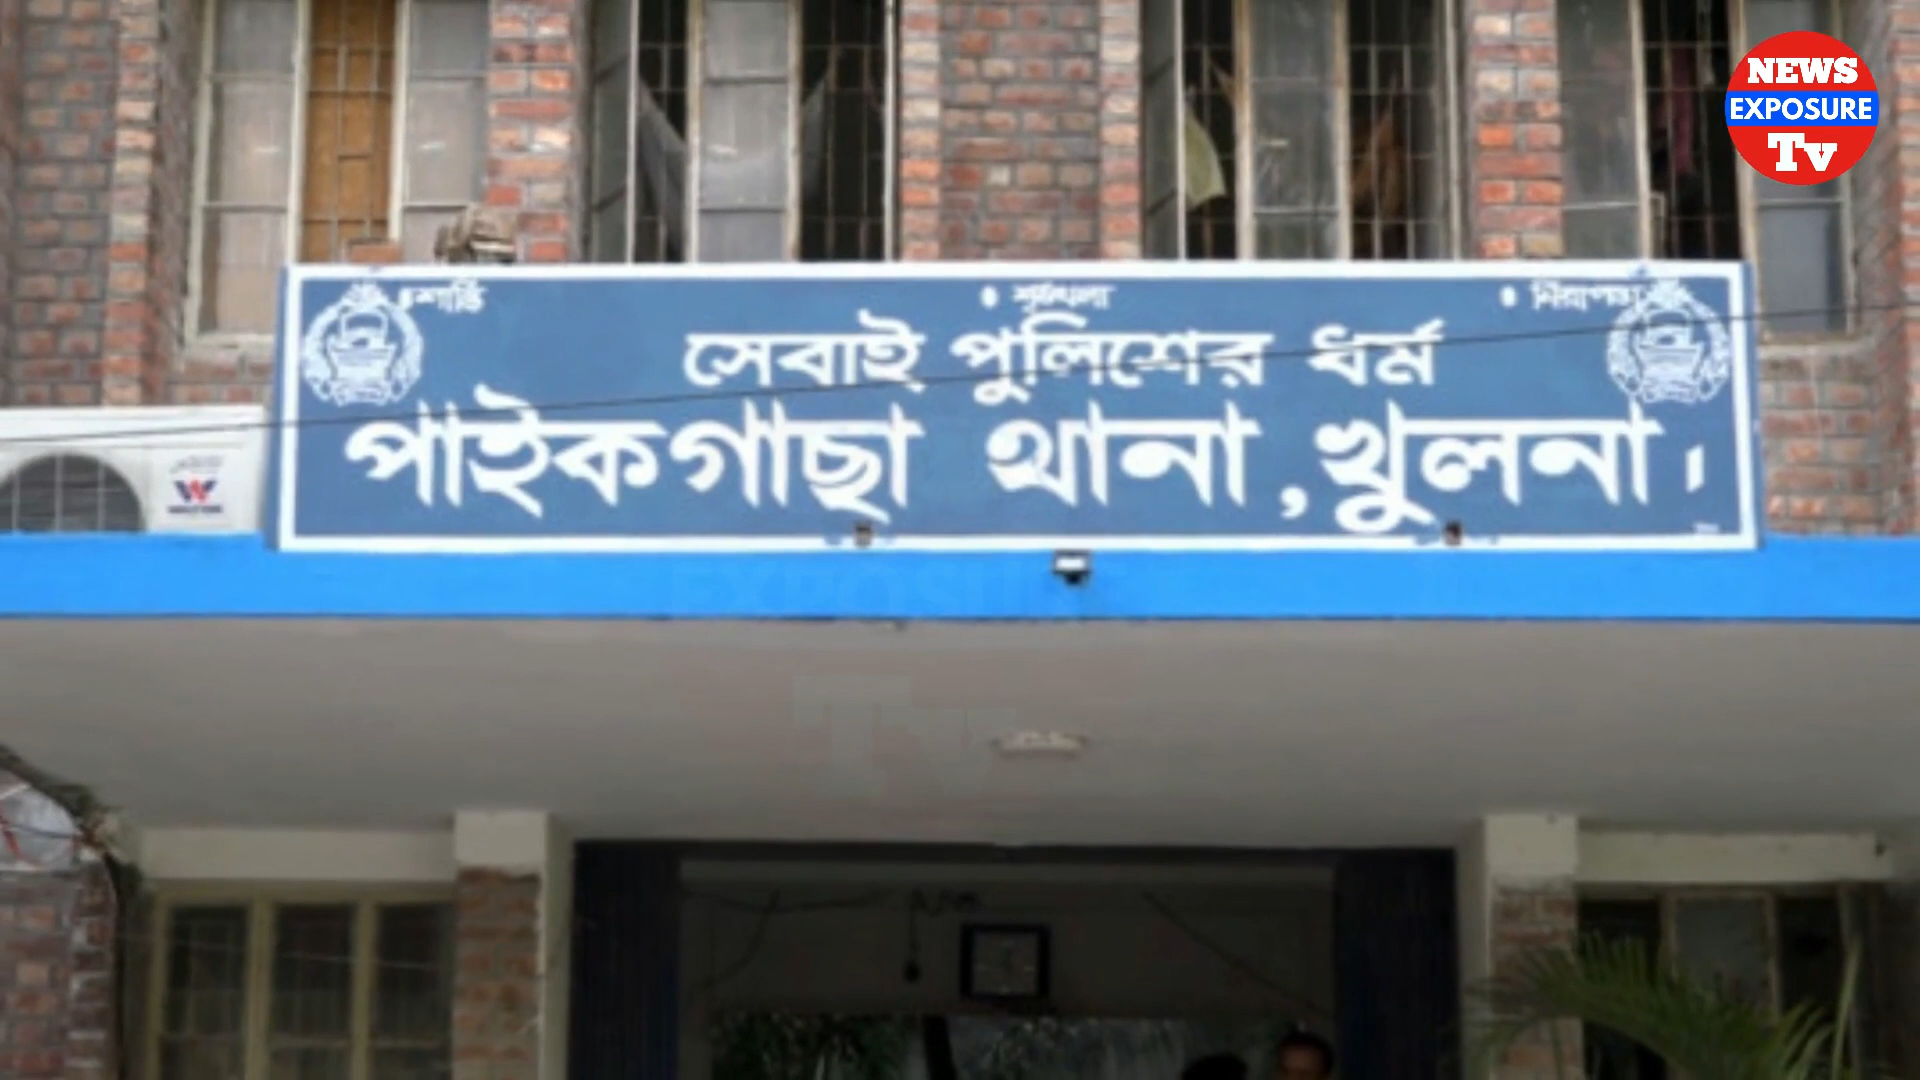 NEWS
EXPOSURE
Tv
শান্তি শৃঙ্খলা নিরাপত্তা
সেবাই পুলিশের ধর্ম
পাইকগাছা থানা, খুলনা।